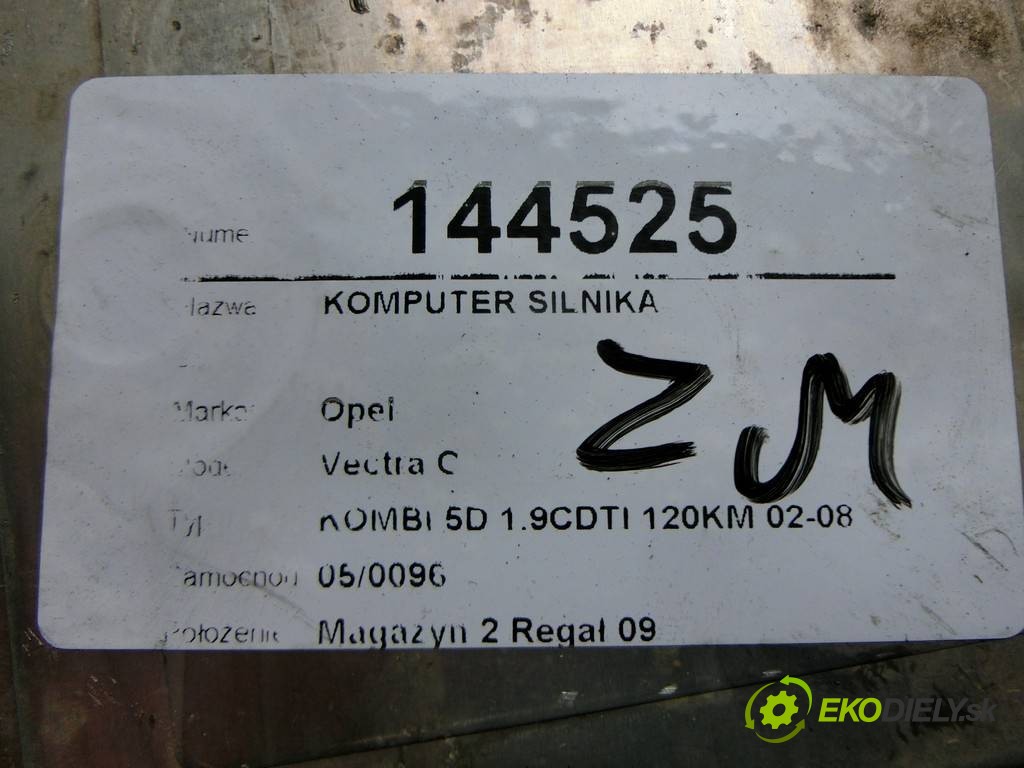 144525
KOMPUTER SILNIKA
ZM
Opel
Vectra C
KOMBI 5D 1.9CDTI 120KM 02-08
05/0096
Magazyn 2 Regał 09
EKODIELY.sk